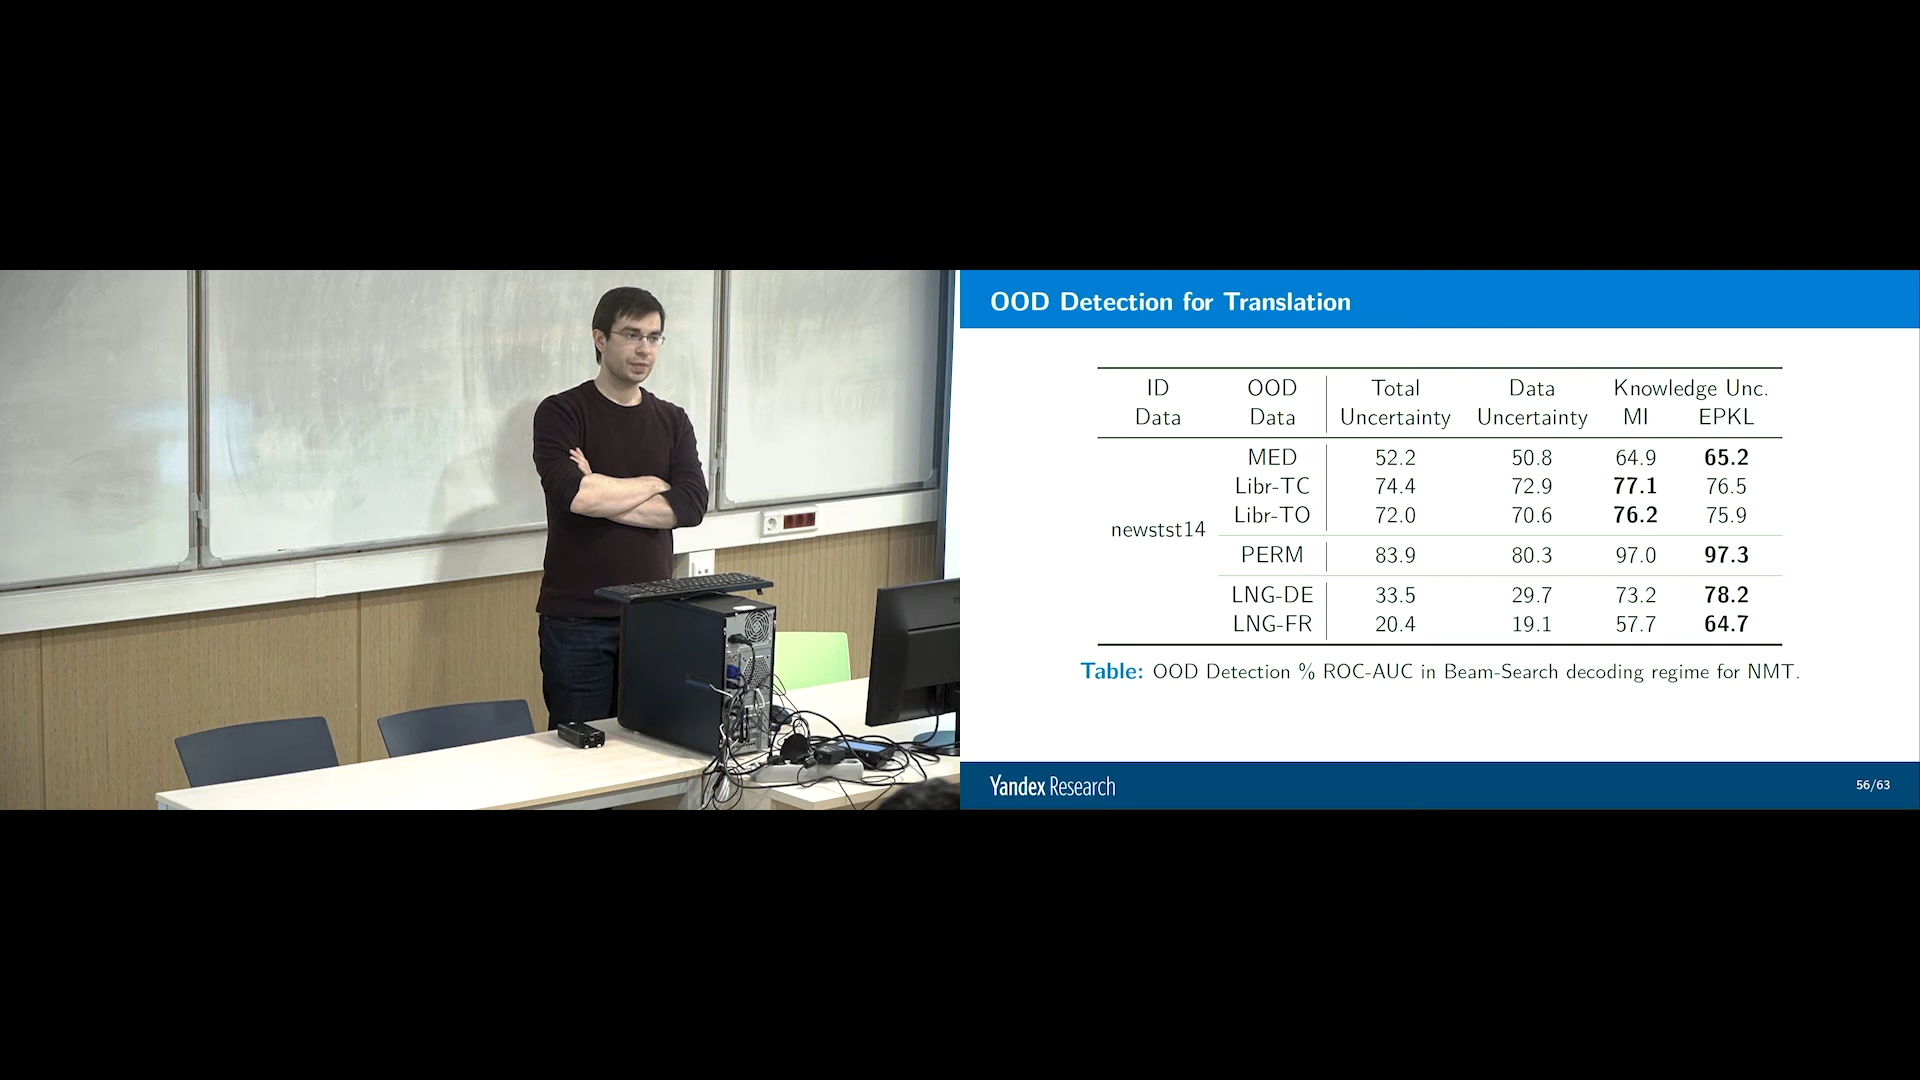 OOD Detection for Translation
ID OOD Total Data Knowledge Unc.
Data Data Uncertainty Uncertainty MI EPKL
MED 52.2 50.8 64.9 65.2
Libr-TC 74.4 72.9 77.1 76.5
Libr-TO 72.0 70.6 76.2 75.9
newstst14
PERM 83.9 80.3 97.0 97.3
LNG-DE 33.5 29.7 73.2 78.2
LNG-FR 20.4 19.1 57.7 64.7
Table: OOD Detection % ROC-AUC in Beam-Search decoding regime for NMT.
Yandex Research
56/63